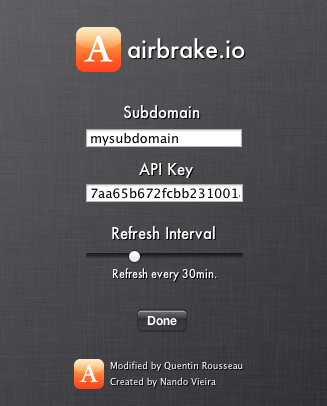 A airbrake.io
Subdomain
mysubdomain
API Key
7aa65b672fcbb231001
Refresh Interval
Refresh every 30min.
Done
A Modified by Quentin Rousseau
Created by Nando Vieira